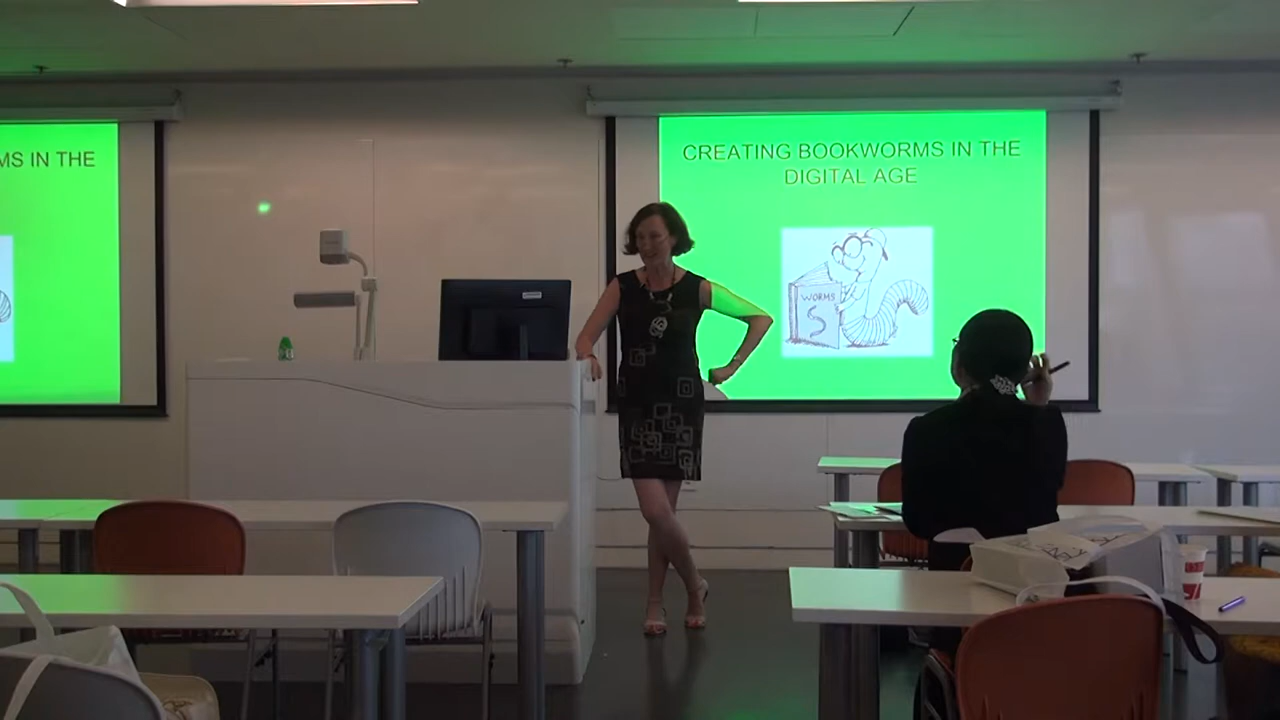 MS IN THE
CREATING BOOKWORMS IN THE
DIGITAL AGE
WORMS